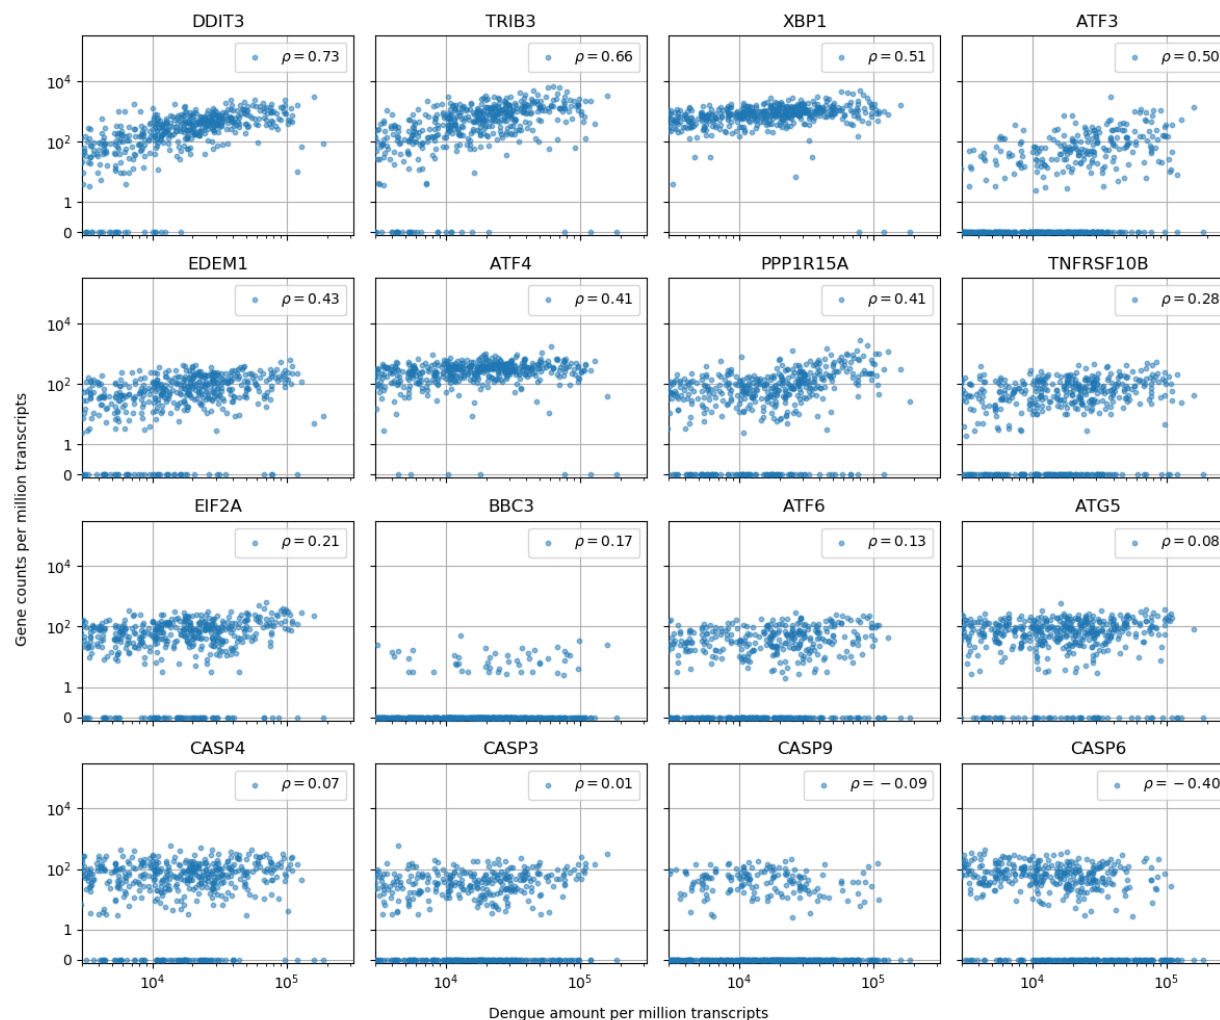 DDIT3 TRIB3 XBP1 ATF3
ρ = 0.73 ρ = 0.66 ρ = 0.51 ρ = 0.50
10⁴
10²
1
0
EDEM1 ATF4 PPP1R15A TNFRSF10B
ρ = 0.43 ρ = 0.41 ρ = 0.41 ρ = 0.28
10⁴
10²
1
0
Gene counts per million transcripts
EIF2A BBC3 ATF6 ATG5
ρ = 0.21 ρ = 0.17 ρ = 0.13 ρ = 0.08
10⁴
10²
1
0
CASP4 CASP3 CASP9 CASP6
ρ = 0.07 ρ = 0.01 ρ = −0.09 ρ = −0.40
10⁴
10²
1
0
10⁴ 10⁵ 10⁴ 10⁵ 10⁴ 10⁵ 10⁴ 10⁵
Dengue amount per million transcripts